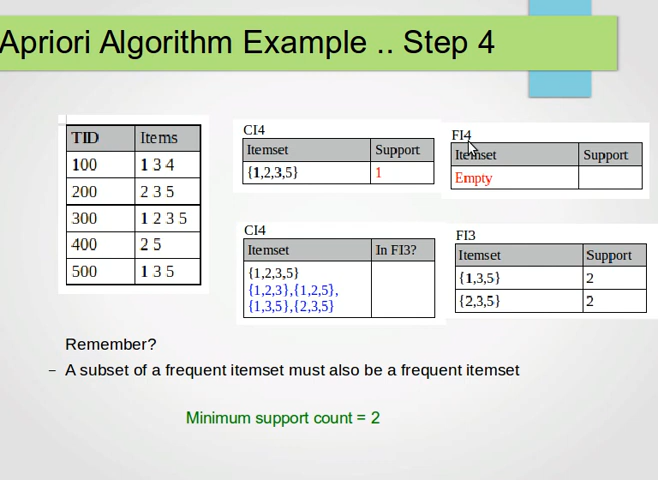 Apriori Algorithm Example .. Step 4
TID Items
100 1 3 4
200 2 3 5
300 1 2 3 5
400 2 5
500 1 3 5
CI4
Itemset Support
{1,2,3,5} 1
FI4
Itemset Support
Empty
CI4
Itemset In FI3?
{1,2,3,5}
{1,2,3},{1,2,5},
{1,3,5},{2,3,5}
FI3
Itemset Support
{1,3,5} 2
{2,3,5} 2
Remember?
– A subset of a frequent itemset must also be a frequent itemset
Minimum support count = 2